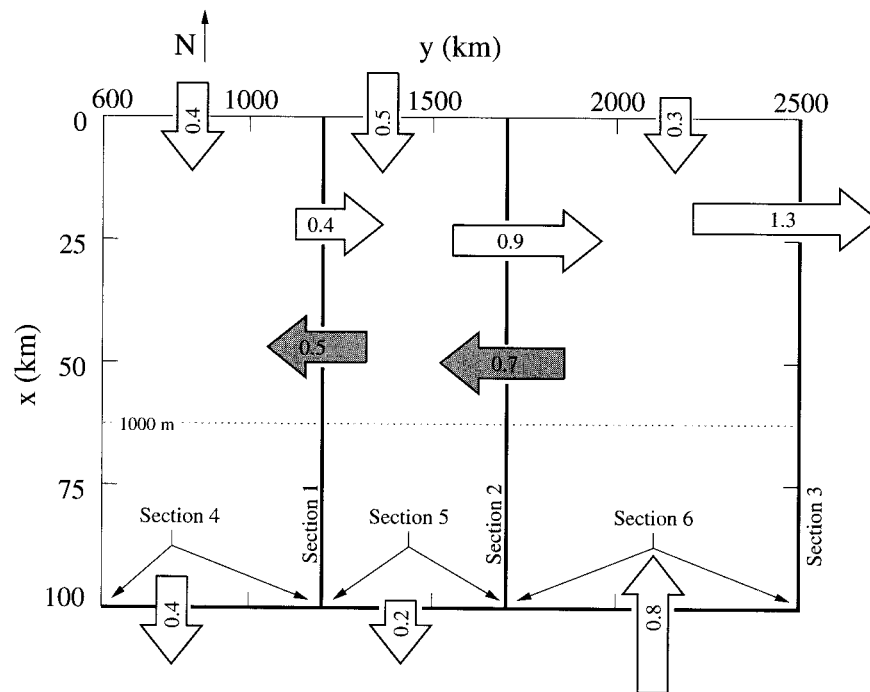 N
y (km)
600 1000 1500 2000 2500
0
0.4
0.5
0.3
0.4
0.9
1.3
25
0.5
0.7
50
x (km)
1000 m
75
Section 4
Section 1
Section 5
Section 2
Section 6
Section 3
100
0.4
0.2
0.8